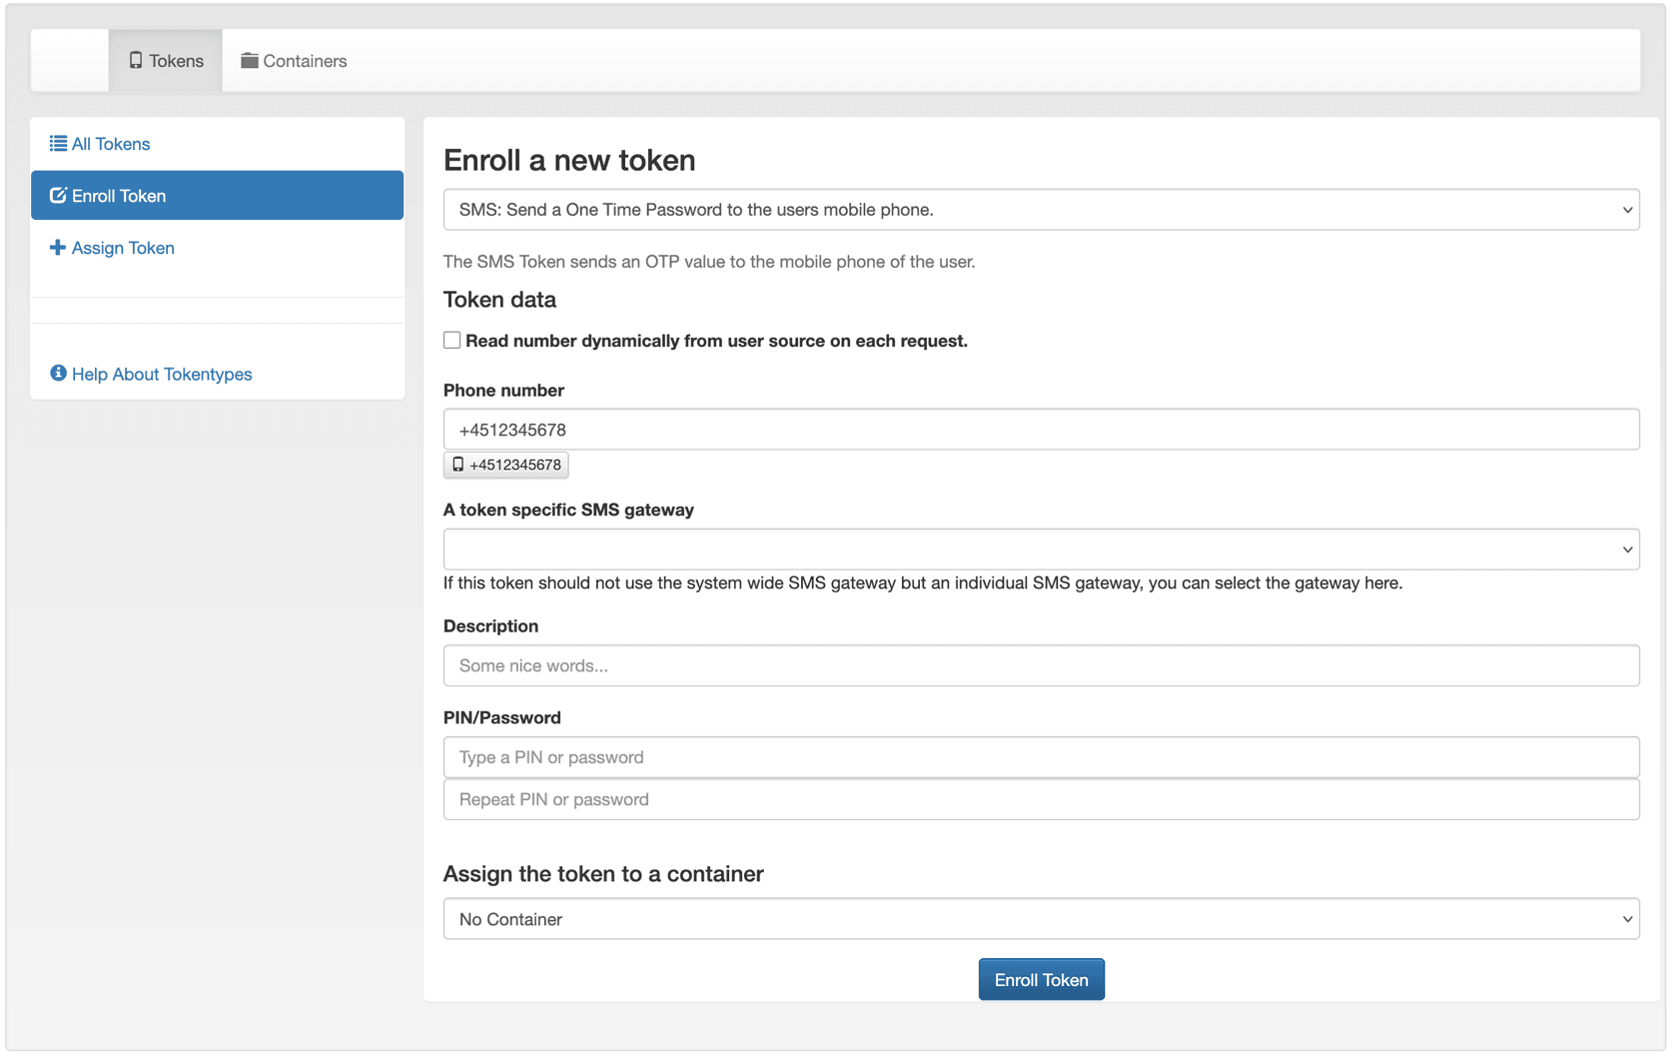 Tokens
Containers
All Tokens
Enroll Token
Assign Token
Help About Tokentypes
Enroll a new token
SMS: Send a One Time Password to the users mobile phone.
The SMS Token sends an OTP value to the mobile phone of the user.
Token data
Read number dynamically from user source on each request.
Phone number
+4512345678
+4512345678
A token specific SMS gateway
If this token should not use the system wide SMS gateway but an individual SMS gateway, you can select the gateway here.
Description
Some nice words...
PIN/Password
Type a PIN or password
Repeat PIN or password
Assign the token to a container
No Container
Enroll Token